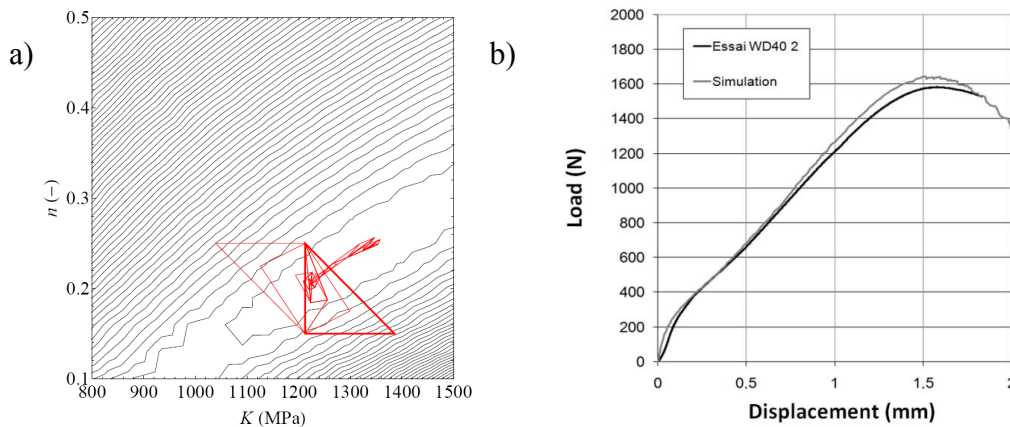 a)
0.5
0.4
0.3
0.2
0.1
n (−)
800 900 1000 1100 1200 1300 1400 1500
K (MPa)
b)
2000
1800
1600
1400
1200
1000
800
600
400
200
0
Load (N)
Essai WD40 2
Simulation
0 0.5 1 1.5 2
Displacement (mm)